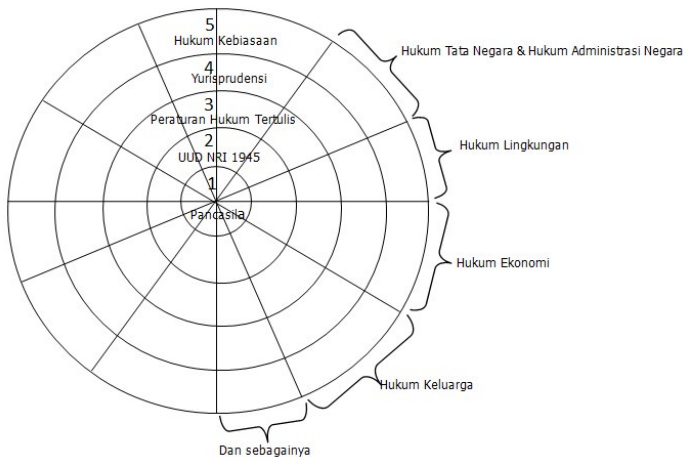 5
Hukum Kebiasaan
4
Yurisprudensi
3
Peraturan Hukum Tertulis
2
UUD NRI 1945
1
Pancasila
Hukum Tata Negara & Hukum Administrasi Negara
Hukum Lingkungan
Hukum Ekonomi
Hukum Keluarga
Dan sebagainya